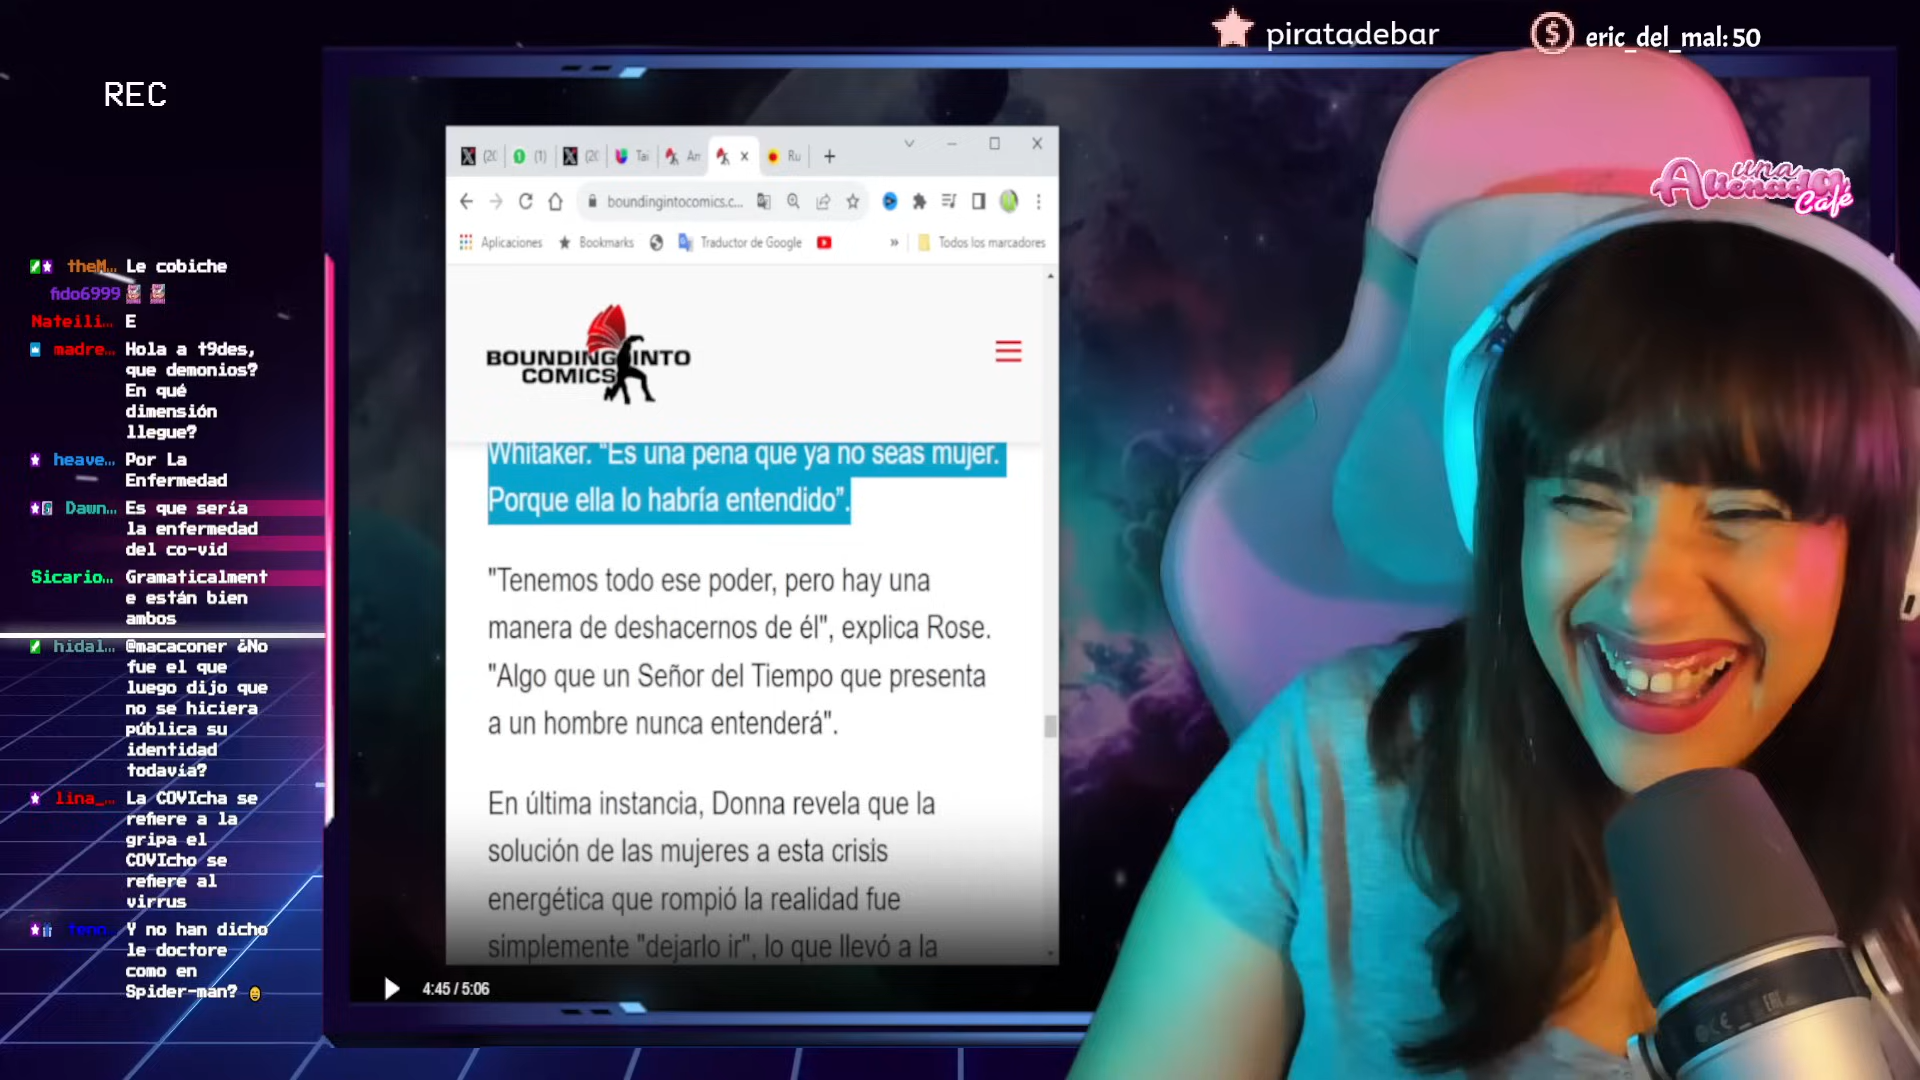 piratadebar
eric_del_mal: 50
REC
una
Alienada
Café
(20
(1)
(20
Tai
An
Ru
boundingintocomics.c...
Aplicaciones
Bookmarks
Traductor de Google
Todos los marcadores
BOUNDING INTO
COMICS
Whitaker. "Es una pena que ya no seas mujer.
Porque ella lo habría entendido".
"Tenemos todo ese poder, pero hay una
manera de deshacernos de él", explica Rose.
"Algo que un Señor del Tiempo que presenta
a un hombre nunca entenderá".
En última instancia, Donna revela que la
solución de las mujeres a esta crisis
energética que rompió la realidad fue
simplemente "dejarlo ir", lo que llevó a la
4:45 / 5:06
theM... Le cobiche
fido6999
Nateili... E
madre... Hola a t9des,
que demonios?
En qué
dimensión
llegue?
heave... Por La
Enfermedad
Dawn... Es que sería
la enfermedad
del co-vid
Sicario... Gramaticalment
e están bien
ambos
hidal... @macaconer ¿No
fue el que
luego dijo que
no se hiciera
pública su
identidad
todavía?
lina_... La COVIcha se
refiere a la
gripa el
COVIcho se
refiere al
virrus
Y no han dicho
le doctore
como en
Spider-man?